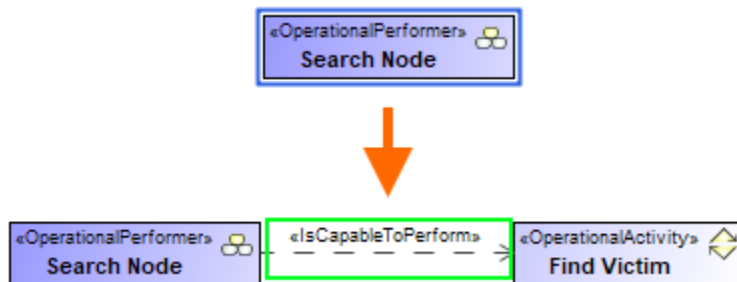 «OperationalPerformer»
Search Node
«OperationalPerformer»
Search Node
«IsCapableToPerform»
«OperationalActivity»
Find Victim